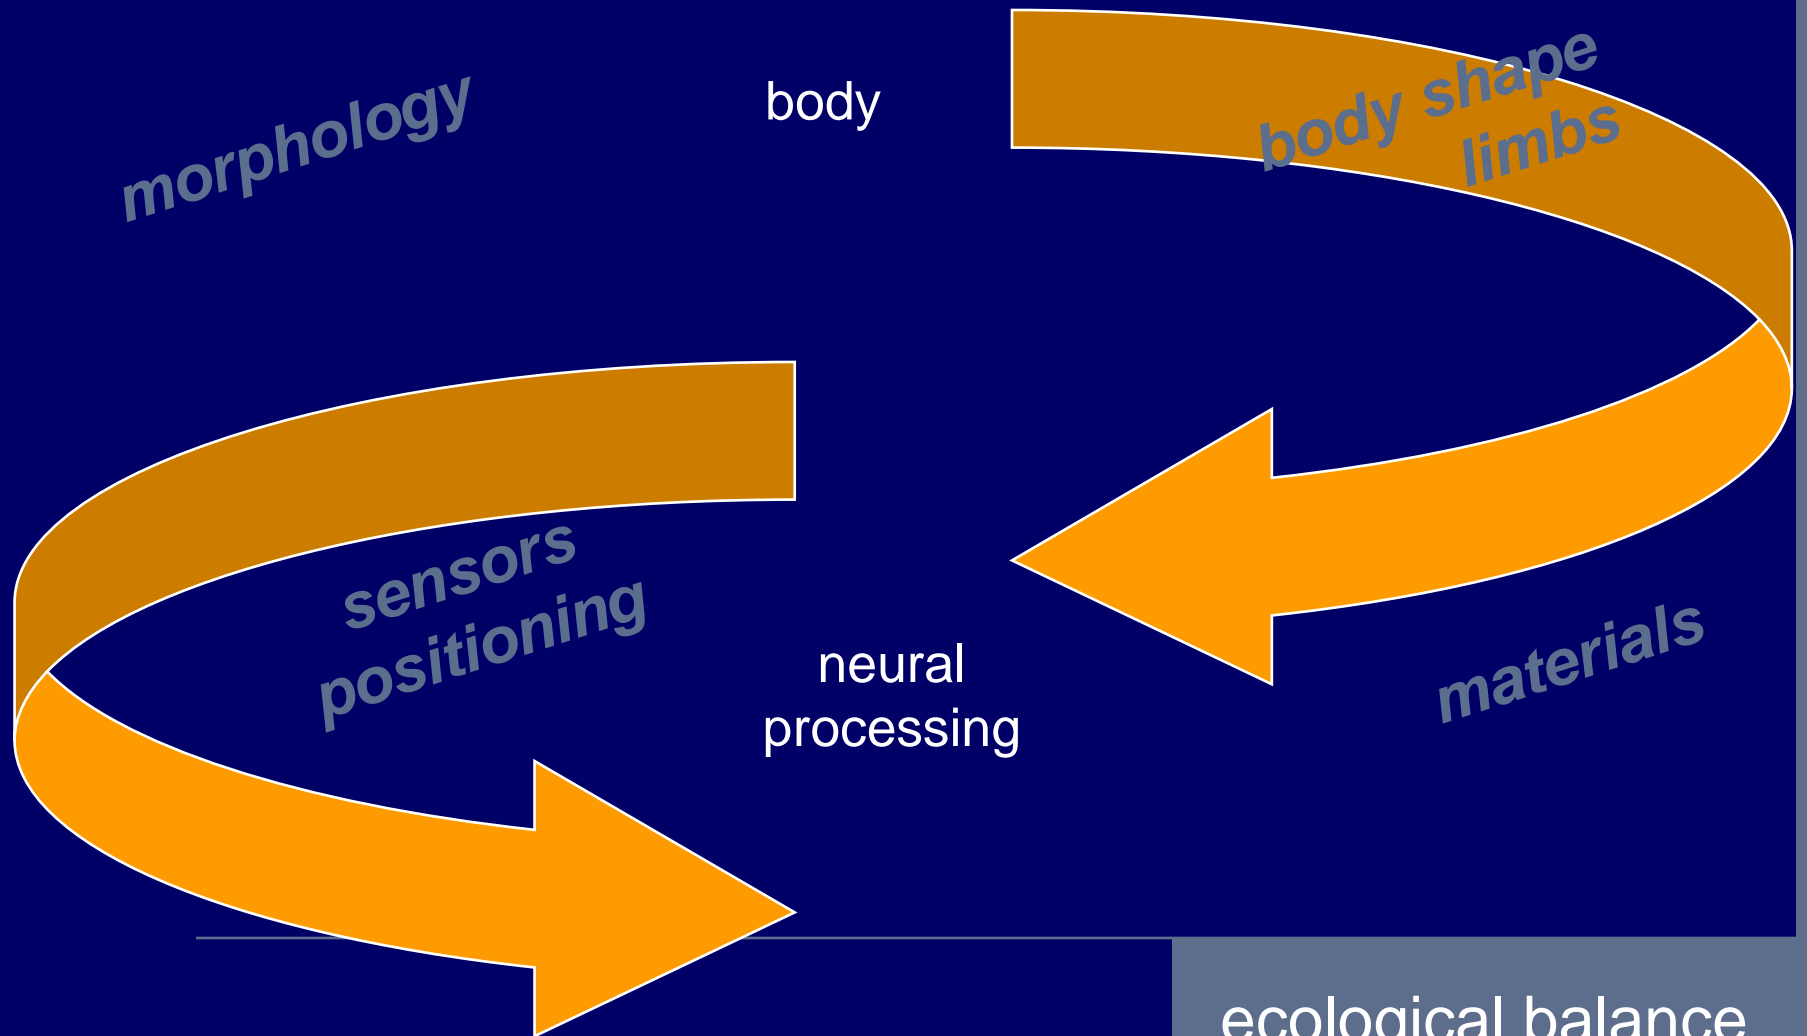 morphology
body
body shape
limbs
sensors
positioning
neural
processing
materials
ecological balance